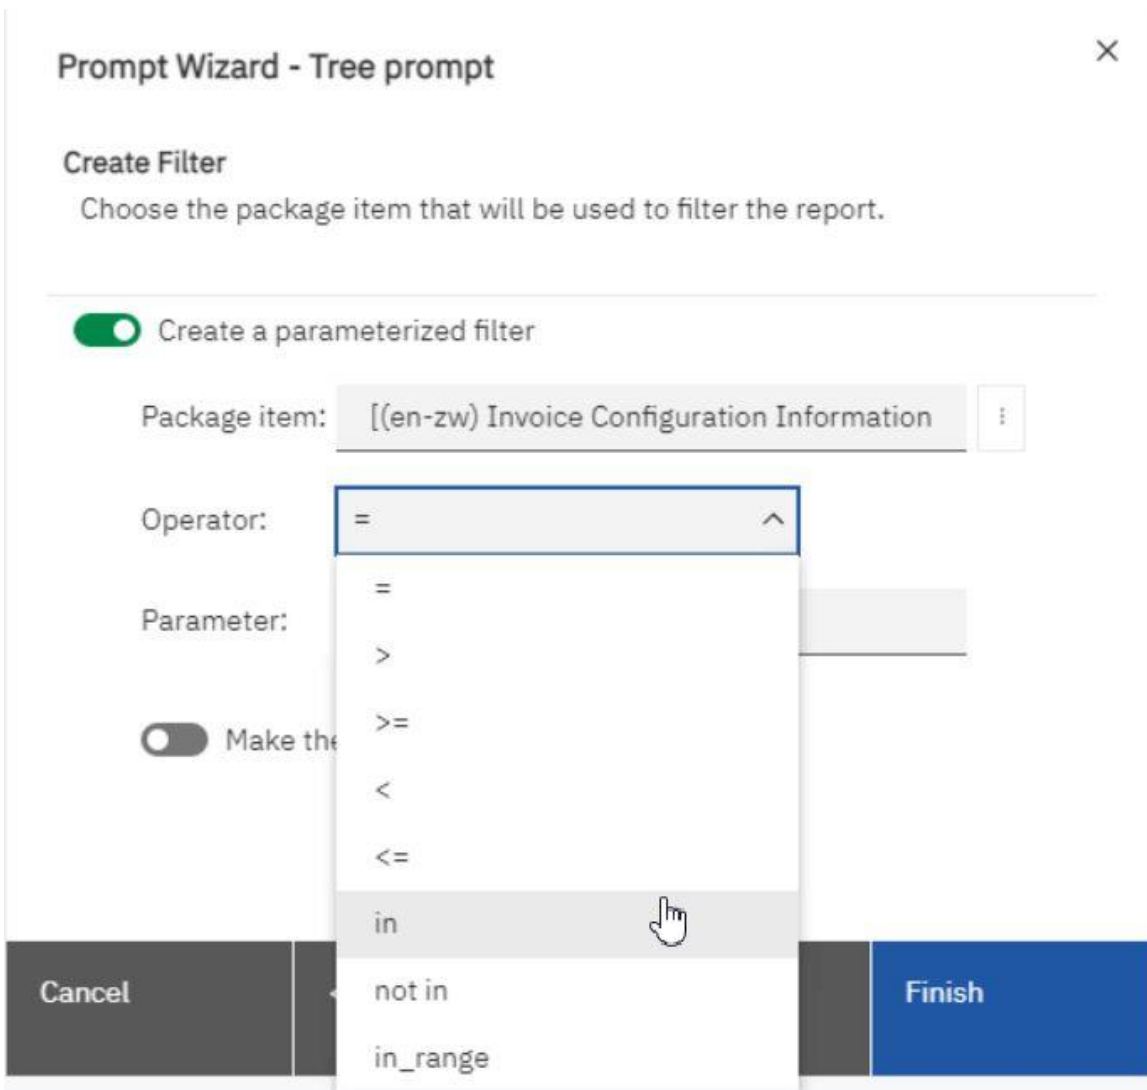 Prompt Wizard - Tree prompt
Create Filter
Choose the package item that will be used to filter the report.
Create a parameterized filter
Package item: [(en-zw) Invoice Configuration Information
Operator: =
=
Parameter:
>
>=
Make the
<
<=
in
Cancel
Finish
not in
in_range